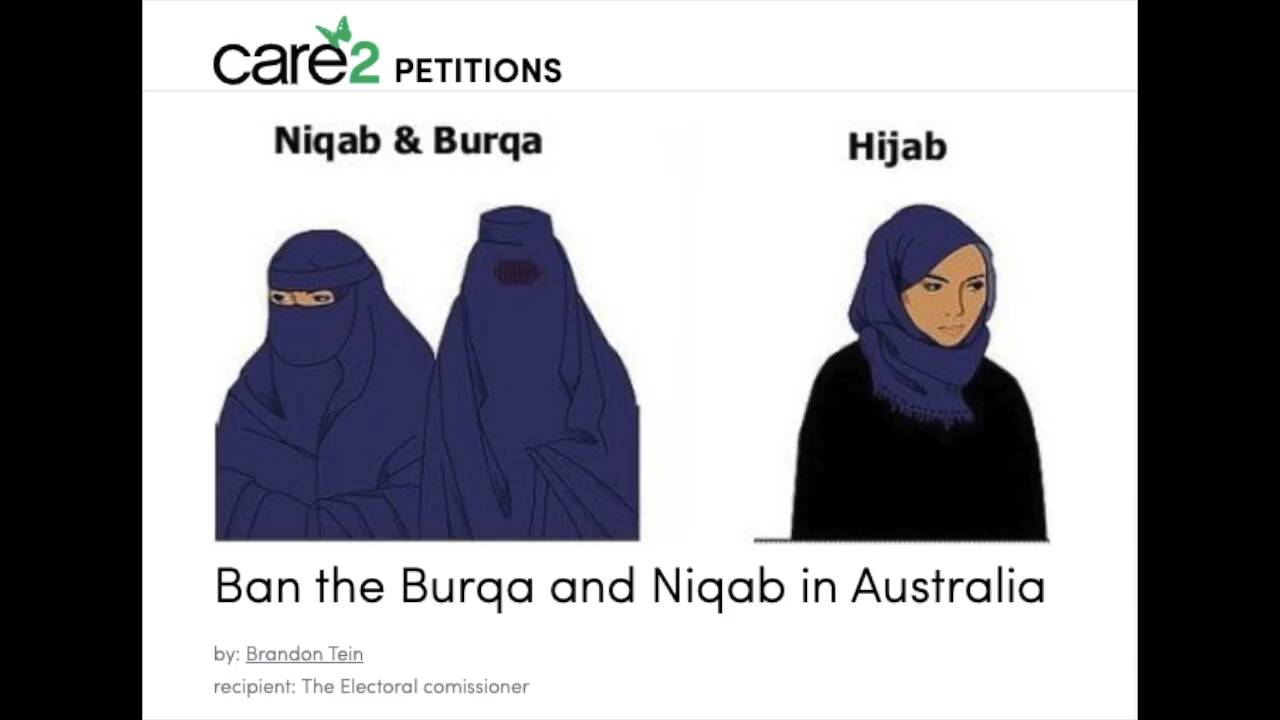 care2 PETITIONS
Niqab & Burqa
Hijab
Ban the Burqa and Niqab in Australia
by: Brandon Tein
recipient: The Electoral comissioner